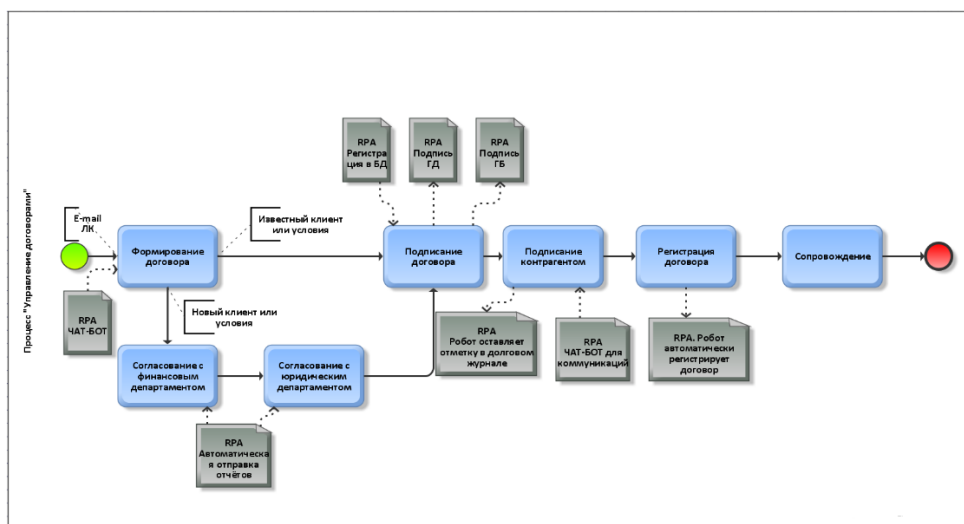 Процесс "Управление договорами"
RPA
Регистра
ция в БД
RPA
Подпись
ГД
RPA
Подпись
ГБ
E-mail
ЛК
Известный клиент
или условия
Формирование
договора
Подписание
договора
Подписание
контрагентом
Регистрация
договора
Сопровождение
RPA
ЧАТ-БОТ
Новый клиент или
условия
RPA
Робот оставляет
отметку в долговом
журнале
RPA
ЧАТ-БОТ для
коммуникаций
RPA. Робот
автоматически
регистрирует
договор
Согласование с
финансовым
департаментом
Согласование с
юридическим
департаментом
RPA
Автоматическа
я отправка
отчётов